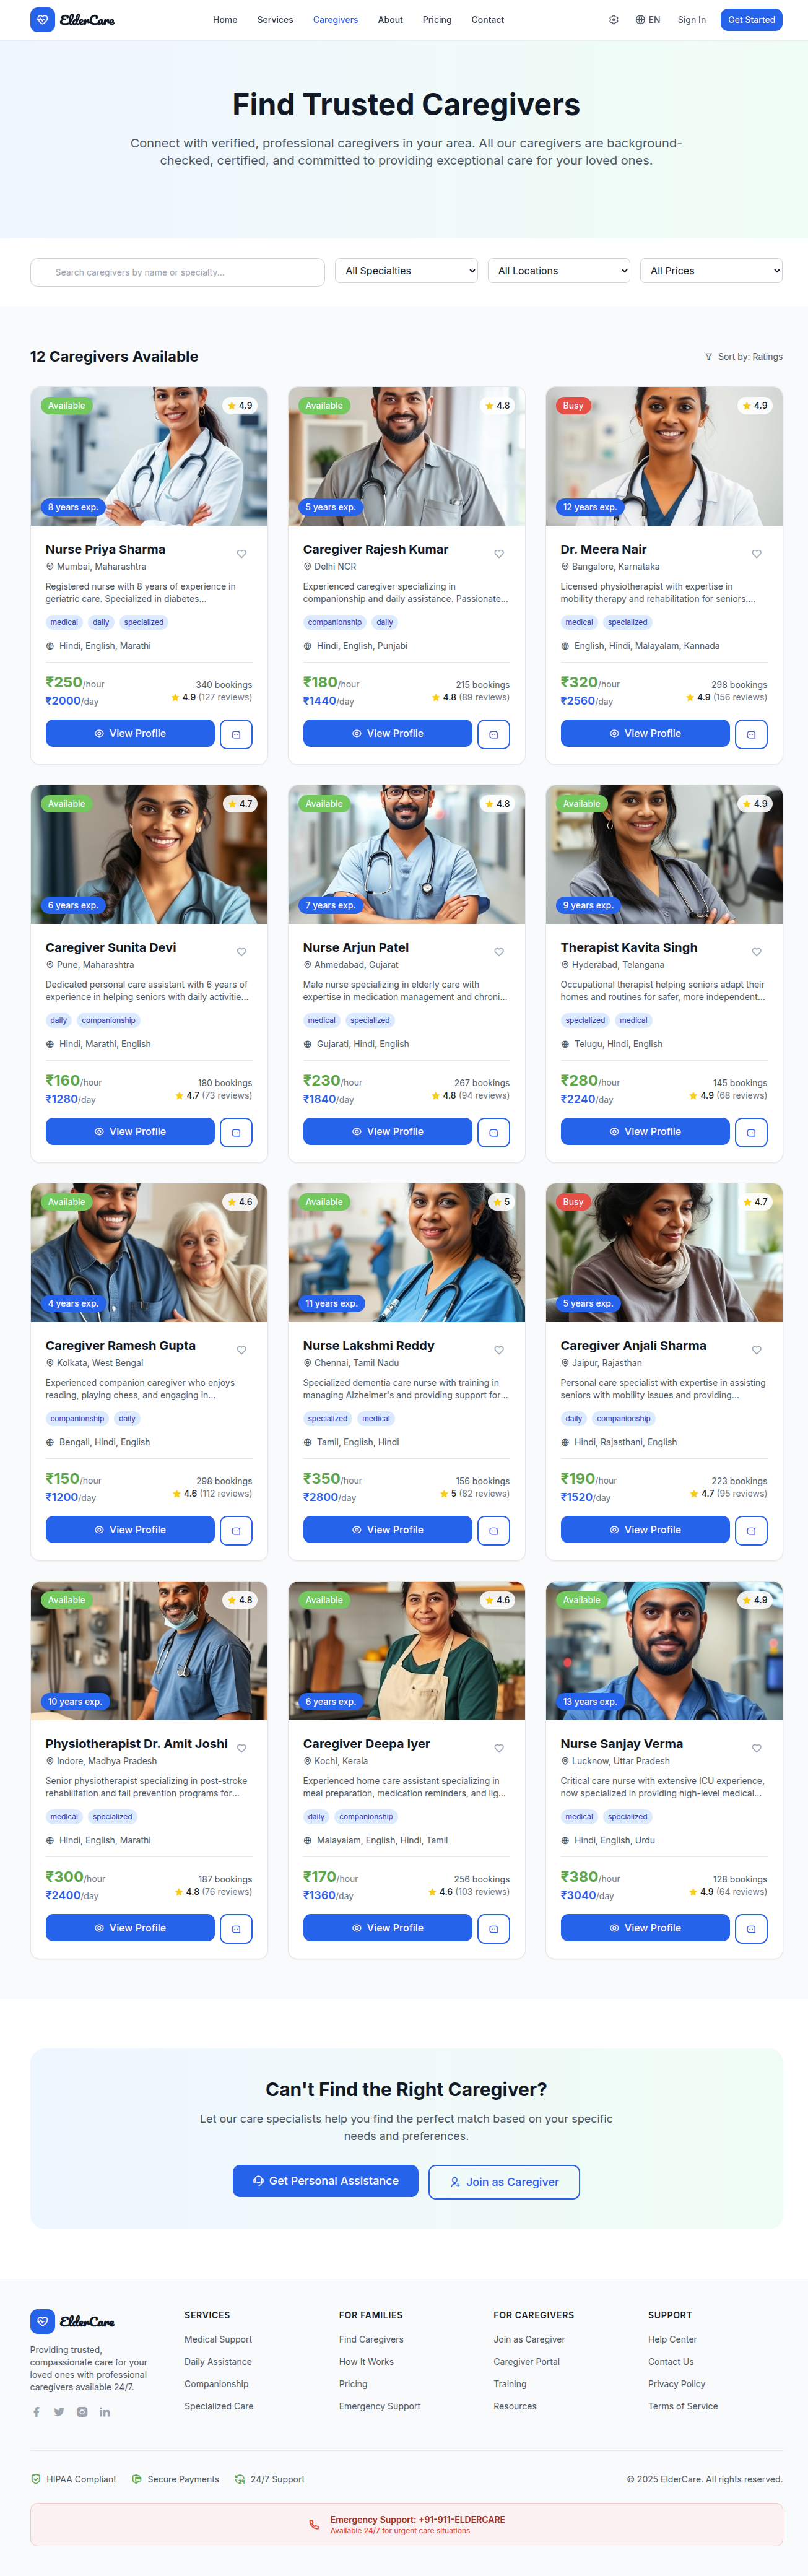 ElderCare
Home
Services
Caregivers
About
Pricing
Contact
EN
Sign In
Get Started
Find Trusted Caregivers
Connect with verified, professional caregivers in your area. All our caregivers are background-
checked, certified, and committed to providing exceptional care for your loved ones.
Search caregivers by name or specialty...
All Specialties
All Locations
All Prices
12 Caregivers Available
Sort by: Ratings
Available
4.9
8 years exp.
Nurse Priya Sharma
Mumbai, Maharashtra
Registered nurse with 8 years of experience in
geriatric care. Specialized in diabetes...
medical
daily
specialized
Hindi, English, Marathi
₹250/hour
₹2000/day
340 bookings
4.9 (127 reviews)
View Profile
Available
4.8
5 years exp.
Caregiver Rajesh Kumar
Delhi NCR
Experienced caregiver specializing in
companionship and daily assistance. Passionate...
companionship
daily
Hindi, English, Punjabi
₹180/hour
₹1440/day
215 bookings
4.8 (89 reviews)
View Profile
Busy
4.9
12 years exp.
Dr. Meera Nair
Bangalore, Karnataka
Licensed physiotherapist with expertise in
mobility therapy and rehabilitation for seniors....
medical
specialized
English, Hindi, Malayalam, Kannada
₹320/hour
₹2560/day
298 bookings
4.9 (156 reviews)
View Profile
Available
4.7
6 years exp.
Caregiver Sunita Devi
Pune, Maharashtra
Dedicated personal care assistant with 6 years of
experience in helping seniors with daily activitie...
daily
companionship
Hindi, Marathi, English
₹160/hour
₹1280/day
180 bookings
4.7 (73 reviews)
View Profile
Available
4.8
7 years exp.
Nurse Arjun Patel
Ahmedabad, Gujarat
Male nurse specializing in elderly care with
expertise in medication management and chroni...
medical
specialized
Gujarati, Hindi, English
₹230/hour
₹1840/day
267 bookings
4.8 (94 reviews)
View Profile
Available
4.9
9 years exp.
Therapist Kavita Singh
Hyderabad, Telangana
Occupational therapist helping seniors adapt their
homes and routines for safer, more independent...
specialized
medical
Telugu, Hindi, English
₹280/hour
₹2240/day
145 bookings
4.9 (68 reviews)
View Profile
Available
4.6
4 years exp.
Caregiver Ramesh Gupta
Kolkata, West Bengal
Experienced companion caregiver who enjoys
reading, playing chess, and engaging in...
companionship
daily
Bengali, Hindi, English
₹150/hour
₹1200/day
298 bookings
4.6 (112 reviews)
View Profile
Available
5
11 years exp.
Nurse Lakshmi Reddy
Chennai, Tamil Nadu
Specialized dementia care nurse with training in
managing Alzheimer's and providing support for...
specialized
medical
Tamil, English, Hindi
₹350/hour
₹2800/day
156 bookings
5 (82 reviews)
View Profile
Busy
4.7
5 years exp.
Caregiver Anjali Sharma
Jaipur, Rajasthan
Personal care specialist with expertise in assisting
seniors with mobility issues and providing...
daily
companionship
Hindi, Rajasthani, English
₹190/hour
₹1520/day
223 bookings
4.7 (95 reviews)
View Profile
Available
4.8
10 years exp.
Physiotherapist Dr. Amit Joshi
Indore, Madhya Pradesh
Senior physiotherapist specializing in post-stroke
rehabilitation and fall prevention programs for...
medical
specialized
Hindi, English, Marathi
₹300/hour
₹2400/day
187 bookings
4.8 (76 reviews)
View Profile
Available
4.6
6 years exp.
Caregiver Deepa Iyer
Kochi, Kerala
Experienced home care assistant specializing in
meal preparation, medication reminders, and lig...
daily
companionship
Malayalam, English, Hindi, Tamil
₹170/hour
₹1360/day
256 bookings
4.6 (103 reviews)
View Profile
Available
4.9
13 years exp.
Nurse Sanjay Verma
Lucknow, Uttar Pradesh
Critical care nurse with extensive ICU experience,
now specialized in providing high-level medical...
medical
specialized
Hindi, English, Urdu
₹380/hour
₹3040/day
128 bookings
4.9 (64 reviews)
View Profile
Can't Find the Right Caregiver?
Let our care specialists help you find the perfect match based on your specific
needs and preferences.
Get Personal Assistance
Join as Caregiver
ElderCare
Providing trusted,
compassionate care for your
loved ones with professional
caregivers available 24/7.
SERVICES
Medical Support
Daily Assistance
Companionship
Specialized Care
FOR FAMILIES
Find Caregivers
How It Works
Pricing
Emergency Support
FOR CAREGIVERS
Join as Caregiver
Caregiver Portal
Training
Resources
SUPPORT
Help Center
Contact Us
Privacy Policy
Terms of Service
HIPAA Compliant
Secure Payments
24/7 Support
© 2025 ElderCare. All rights reserved.
Emergency Support: +91-911-ELDERCARE
Available 24/7 for urgent care situations